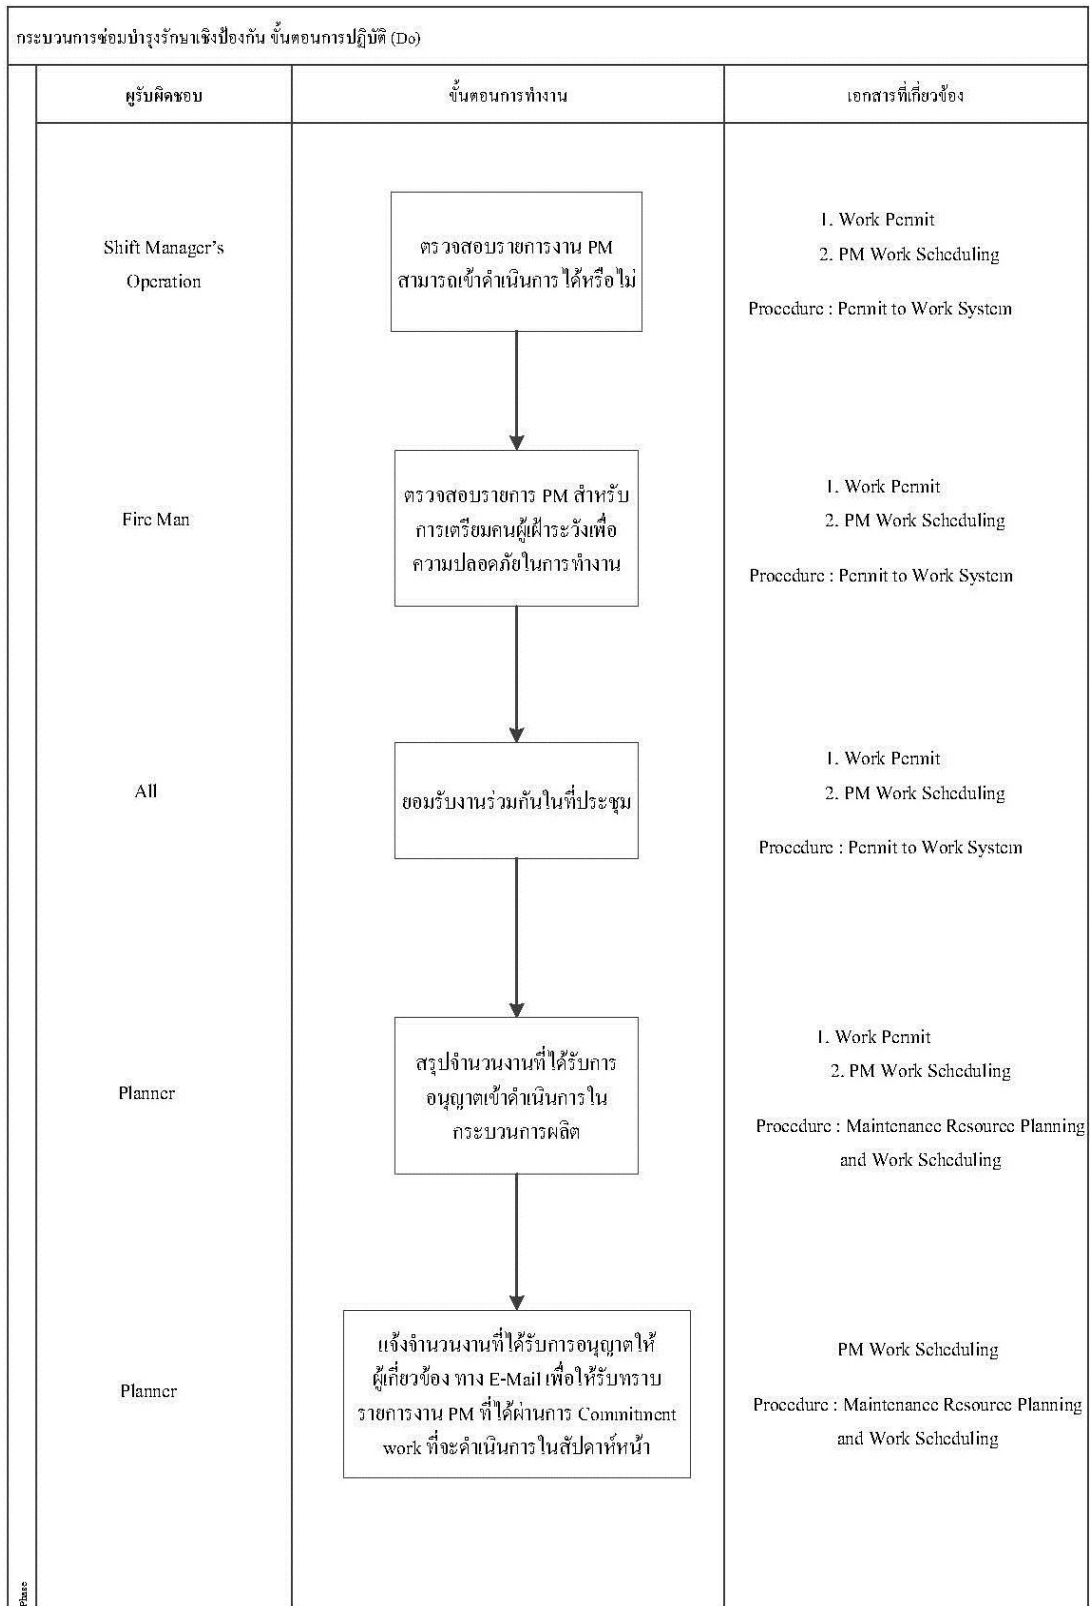 กระบวนการซ่อมบำรุงรักษาเชิงป้องกัน ขั้นตอนการปฏิบัติ (Do)
ผู้รับผิดชอบ
ขั้นตอนการทำงาน
เอกสารที่เกี่ยวข้อง
Shift Manager's
Operation
ตรวจสอบรายการงาน PM
สามารถเข้าดำเนินการได้หรือไม่
1. Work Permit
2. PM Work Scheduling
Procedure : Permit to Work System
Fire Man
ตรวจสอบรายการ PM สำหรับ
การเตรียมคนผู้เฝ้าระวังเพื่อ
ความปลอดภัยในการทำงาน
1. Work Permit
2. PM Work Scheduling
Procedure : Permit to Work System
All
ยอมรับงานร่วมกันในที่ประชุม
1. Work Permit
2. PM Work Scheduling
Procedure : Permit to Work System
Planner
สรุปจำนวนงานที่ได้รับการ
อนุญาตเข้าดำเนินการใน
กระบวนการผลิต
1. Work Permit
2. PM Work Scheduling
Procedure : Maintenance Resource Planning
and Work Scheduling
Planner
แจ้งจำนวนงานที่ได้รับการอนุญาตให้
ผู้เกี่ยวข้อง ทาง E-Mail เพื่อให้รับทราบ
รายการงาน PM ที่ได้ผ่านการ Commitment
work ที่จะดำเนินการในสัปดาห์หน้า
PM Work Scheduling
Procedure : Maintenance Resource Planning
and Work Scheduling
Phase